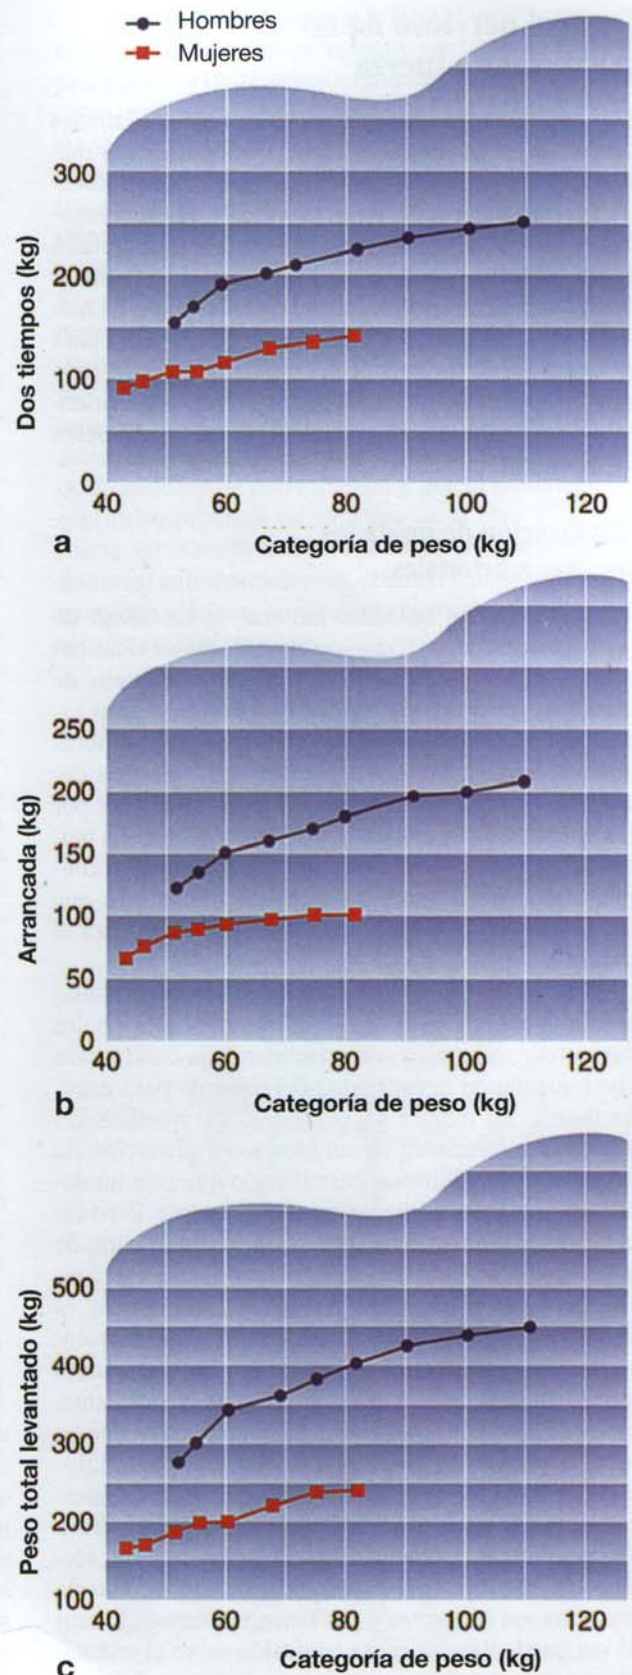 Hombres
Mujeres
Dos tiempos (kg)
300
200
100
0
40 60 80 100 120
a
Categoría de peso (kg)
Arrancada (kg)
250
200
150
100
50
0
40 60 80 100 120
b
Categoría de peso (kg)
Peso total levantado (kg)
500
400
300
200
100
40 60 80 100 120
c
Categoría de peso (kg)